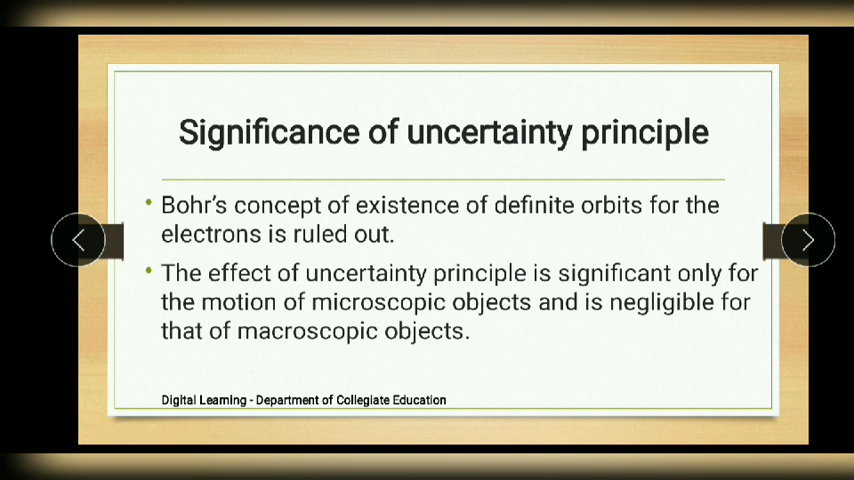 Significance of uncertainty principle
• Bohr's concept of existence of definite orbits for the
electrons is ruled out.
• The effect of uncertainty principle is significant only for
the motion of microscopic objects and is negligible for
that of macroscopic objects.
Digital Learning - Department of Collegiate Education